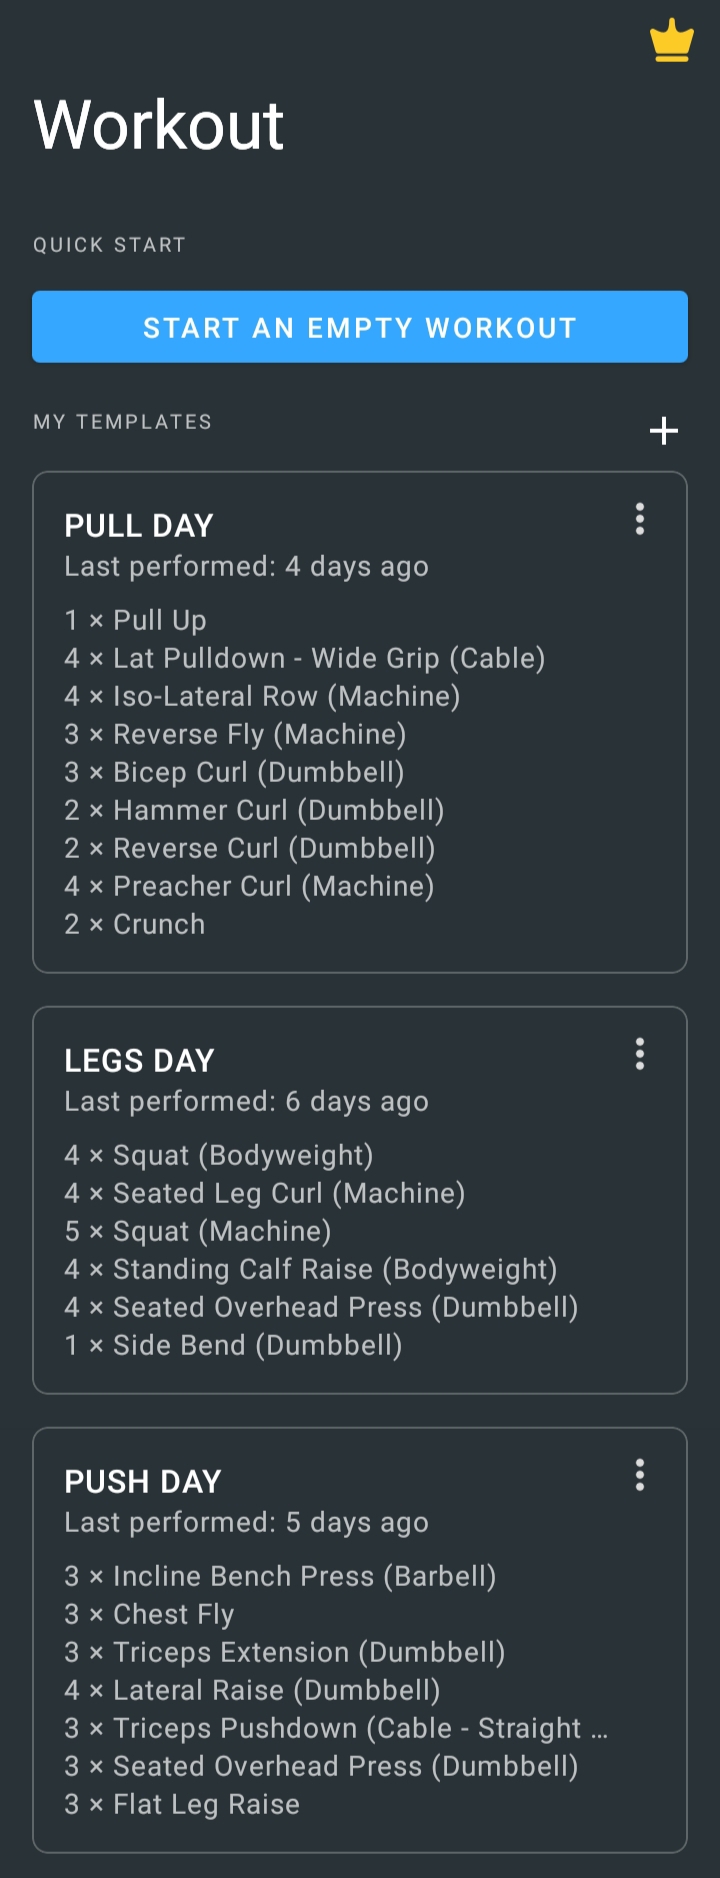 Workout
QUICK START
START AN EMPTY WORKOUT
MY TEMPLATES
PULL DAY
Last performed: 4 days ago
1 × Pull Up
4 × Lat Pulldown - Wide Grip (Cable)
4 × Iso-Lateral Row (Machine)
3 × Reverse Fly (Machine)
3 × Bicep Curl (Dumbbell)
2 × Hammer Curl (Dumbbell)
2 × Reverse Curl (Dumbbell)
4 × Preacher Curl (Machine)
2 × Crunch
LEGS DAY
Last performed: 6 days ago
4 × Squat (Bodyweight)
4 × Seated Leg Curl (Machine)
5 × Squat (Machine)
4 × Standing Calf Raise (Bodyweight)
4 × Seated Overhead Press (Dumbbell)
1 × Side Bend (Dumbbell)
PUSH DAY
Last performed: 5 days ago
3 × Incline Bench Press (Barbell)
3 × Chest Fly
3 × Triceps Extension (Dumbbell)
4 × Lateral Raise (Dumbbell)
3 × Triceps Pushdown (Cable - Straight ...
3 × Seated Overhead Press (Dumbbell)
3 × Flat Leg Raise